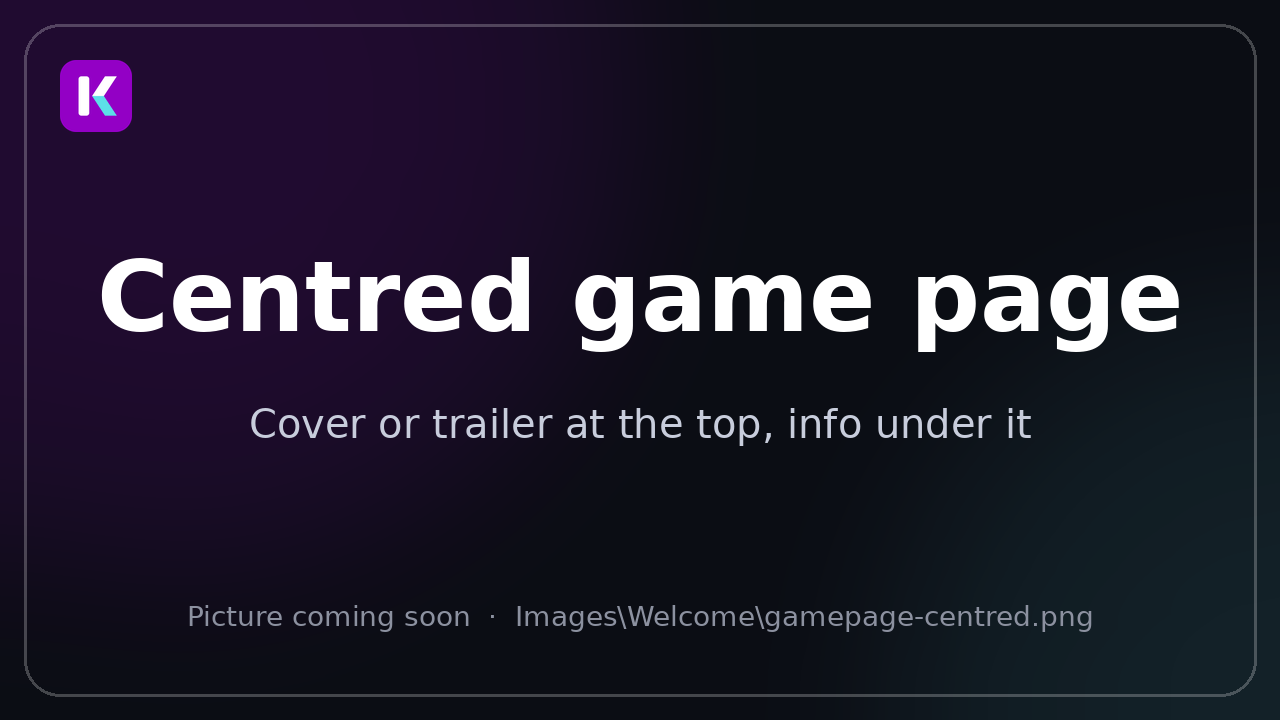 K
Centred game page
Cover or trailer at the top, info under it
Picture coming soon · Images\Welcome\gamepage-centred.png